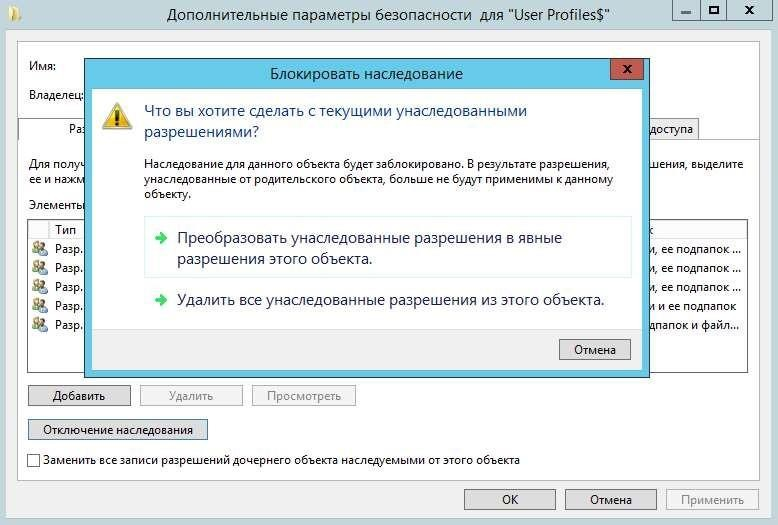 Дополнительные параметры безопасности для "User Profiles$"
Имя:
Блокировать наследование
Владелец:
Что вы хотите сделать с текущими унаследованными
разрешениями?
доступа
Наследование для данного объекта будет заблокировано. В результате разрешения,
унаследованные от родительского объекта, больше не будут применимы к данному
объекту.
Для
выделите
ее и
Элементы
Тип
Преобразовать унаследованные разрешения в явные
разрешения этого объекта.
Разр.
и, ее подпапок ...
Разр.
и, ее подпапок ...
Разр.
и, ее подпапок ...
Разр.
и и ее подпапок
Разр.
дпапок и файл...
Удалить все унаследованные разрешения из этого объекта.
Отмена
Добавить
Удалить
Просмотреть
Отключение наследования
Заменить все записи разрешений дочернего объекта наследуемыми от этого объекта
OK
Отмена
Применить